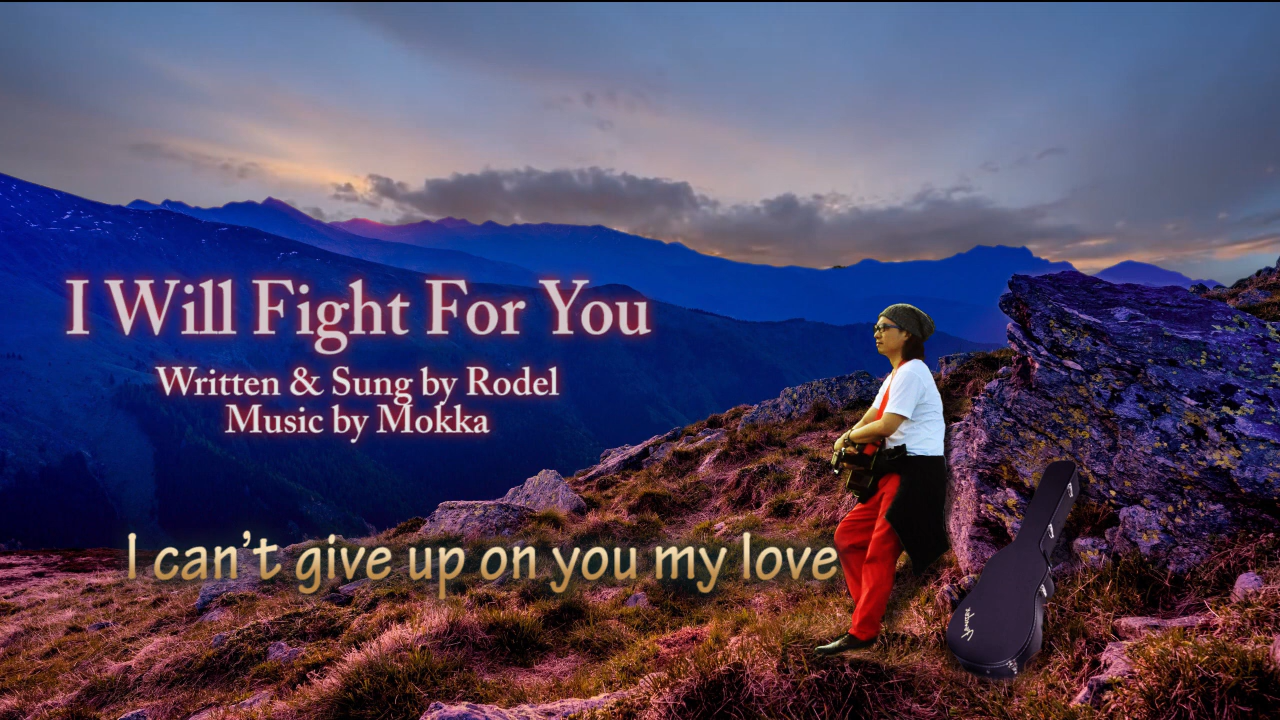 I Will Fight For You
Written & Sung by Rodel
Music by Mokka
I can't give up on you my love